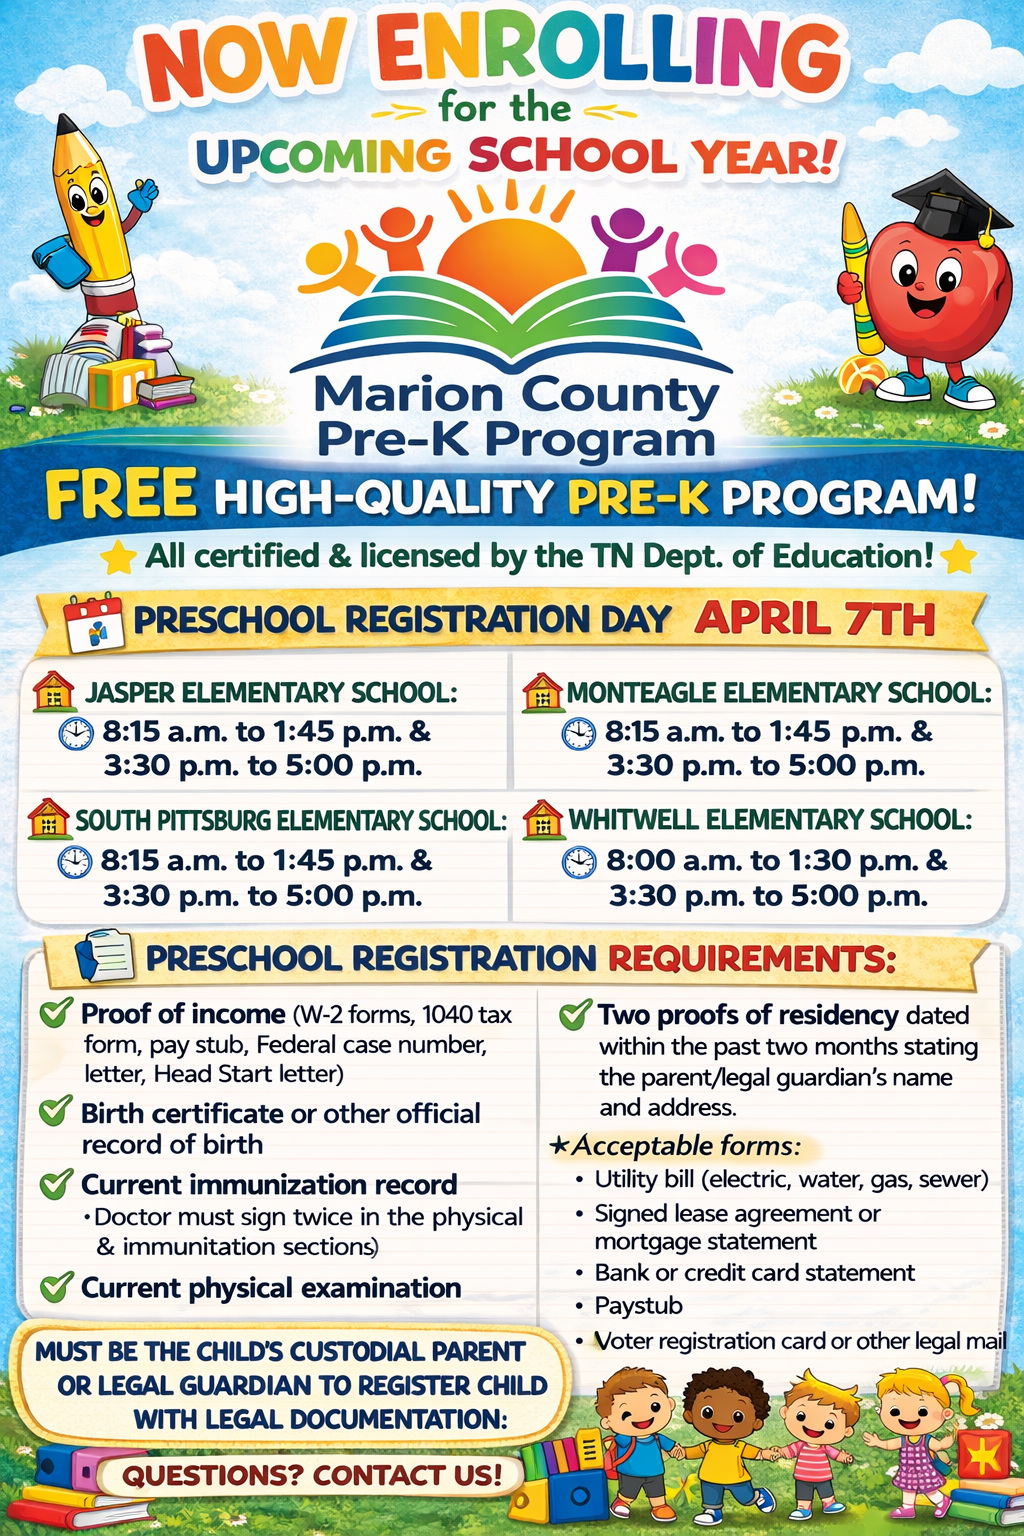 NOW ENROLLING
for the
UPCOMING SCHOOL YEAR!
Marion County
Pre-K Program
FREE HIGH-QUALITY PRE-K PROGRAM!
All certified & licensed by the TN Dept. of Education!
PRESCHOOL REGISTRATION DAY APRIL 7TH
JASPER ELEMENTARY SCHOOL:
8:15 a.m. to 1:45 p.m. &
3:30 p.m. to 5:00 p.m.
MONTEAGLE ELEMENTARY SCHOOL:
8:15 a.m. to 1:45 p.m. &
3:30 p.m. to 5:00 p.m.
SOUTH PITTSBURG ELEMENTARY SCHOOL:
8:15 a.m. to 1:45 p.m. &
3:30 p.m. to 5:00 p.m.
WHITWELL ELEMENTARY SCHOOL:
8:00 a.m. to 1:30 p.m. &
3:30 p.m. to 5:00 p.m.
PRESCHOOL REGISTRATION REQUIREMENTS:
Proof of income (W-2 forms, 1040 tax
form, pay stub, Federal case number,
letter, Head Start letter)
Birth certificate or other official
record of birth
Current immunization record
• Doctor must sign twice in the physical
& immunitation sections)
Current physical examination
Two proofs of residency dated
within the past two months stating
the parent/legal guardian's name
and address.
★Acceptable forms:
• Utility bill (electric, water, gas, sewer)
• Signed lease agreement or
mortgage statement
• Bank or credit card statement
• Paystub
• Voter registration card or other legal mail
MUST BE THE CHILD'S CUSTODIAL PARENT
OR LEGAL GUARDIAN TO REGISTER CHILD
WITH LEGAL DOCUMENTATION:
QUESTIONS? CONTACT US!